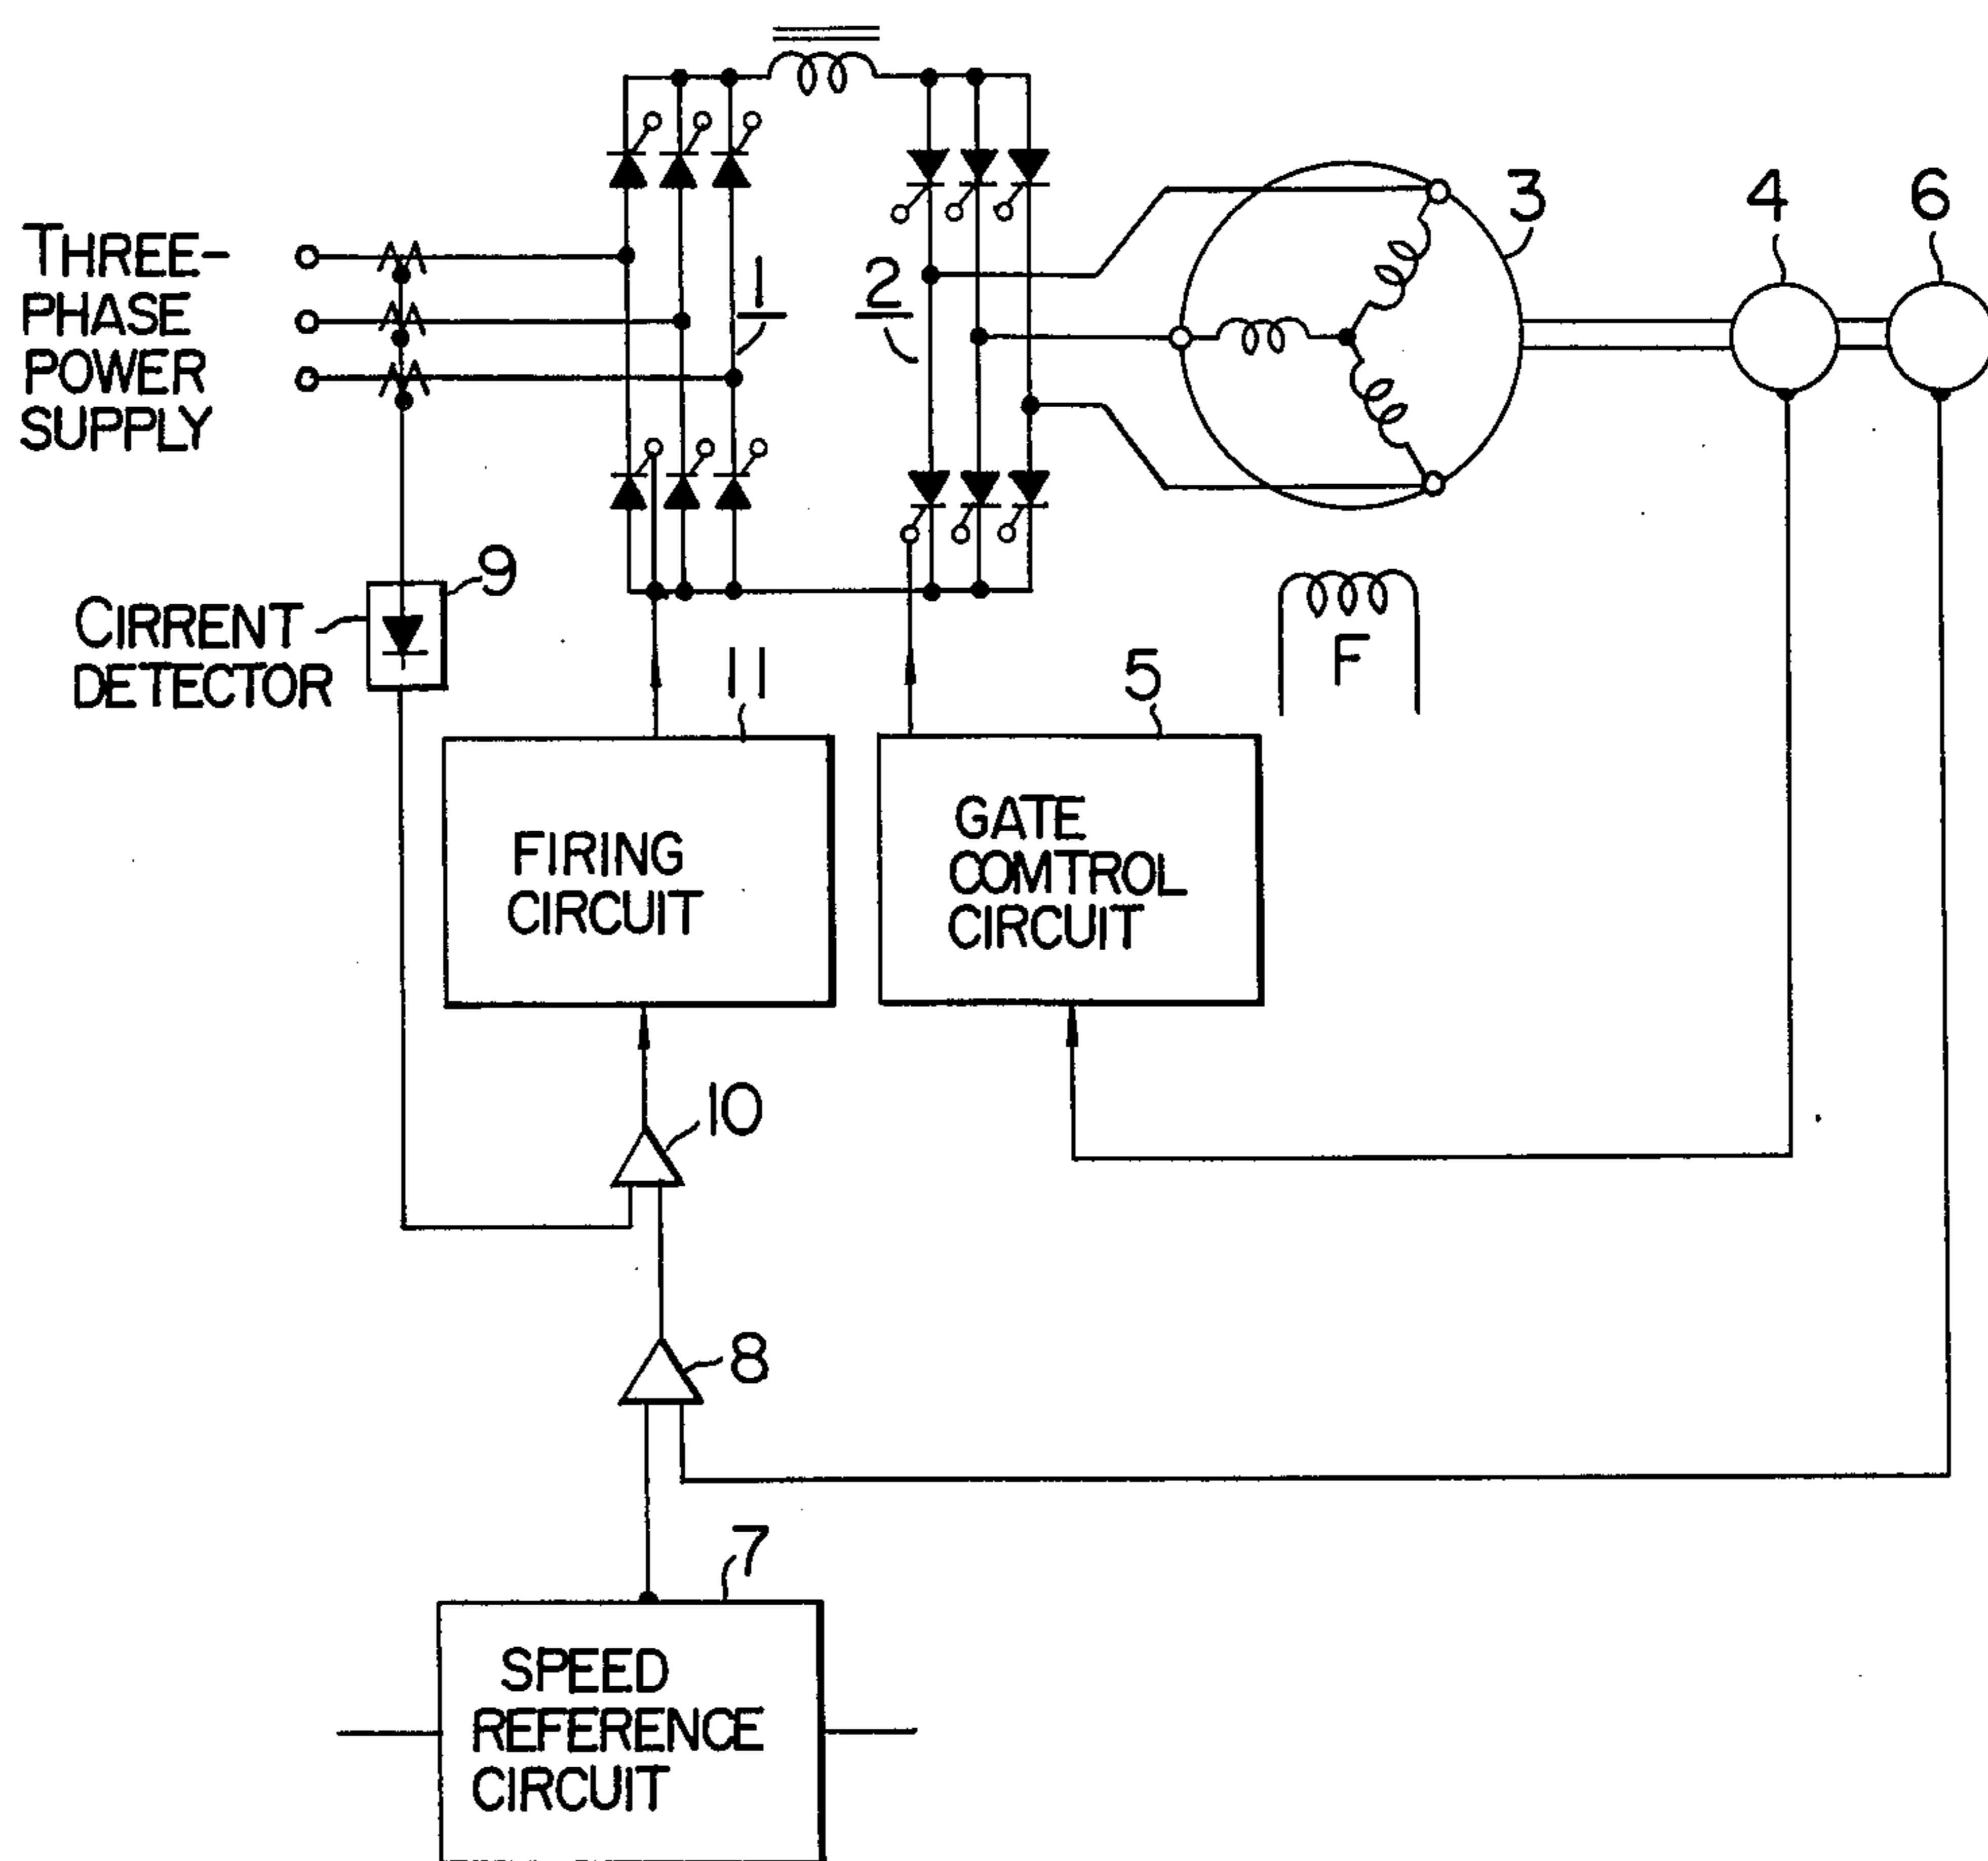 3
4
6
THREE-
PHASE
POWER
SUPPLY
1
2
9
CIRRENT
DETECTOR
11
5
F
FIRING
CIRCUIT
GATE
COMTROL
CIRCUIT
10
8
7
SPEED
REFERENCE
CIRCUIT